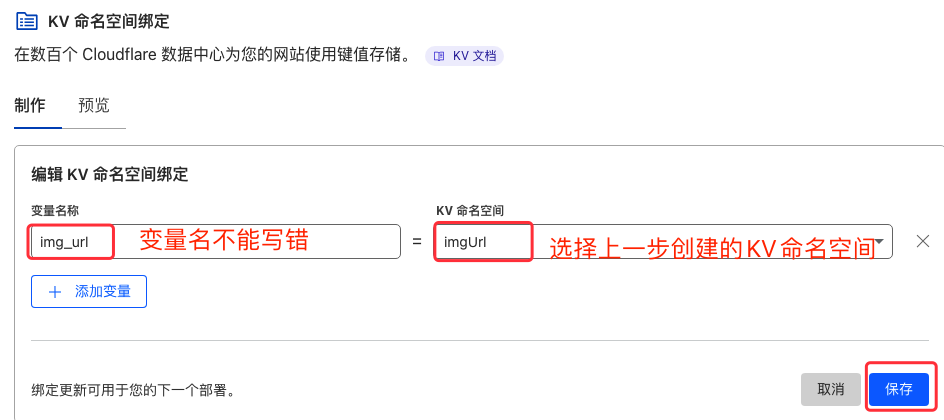 KV 命名空间绑定
在数百个 Cloudflare 数据中心为您的网站使用键值存储。 KV 文档
制作 预览
编辑 KV 命名空间绑定
变量名称 KV 命名空间
img_url 变量名不能写错 = imgUrl 选择上一步创建的KV命名空间
添加变量
绑定更新可用于您的下一个部署。 取消 保存